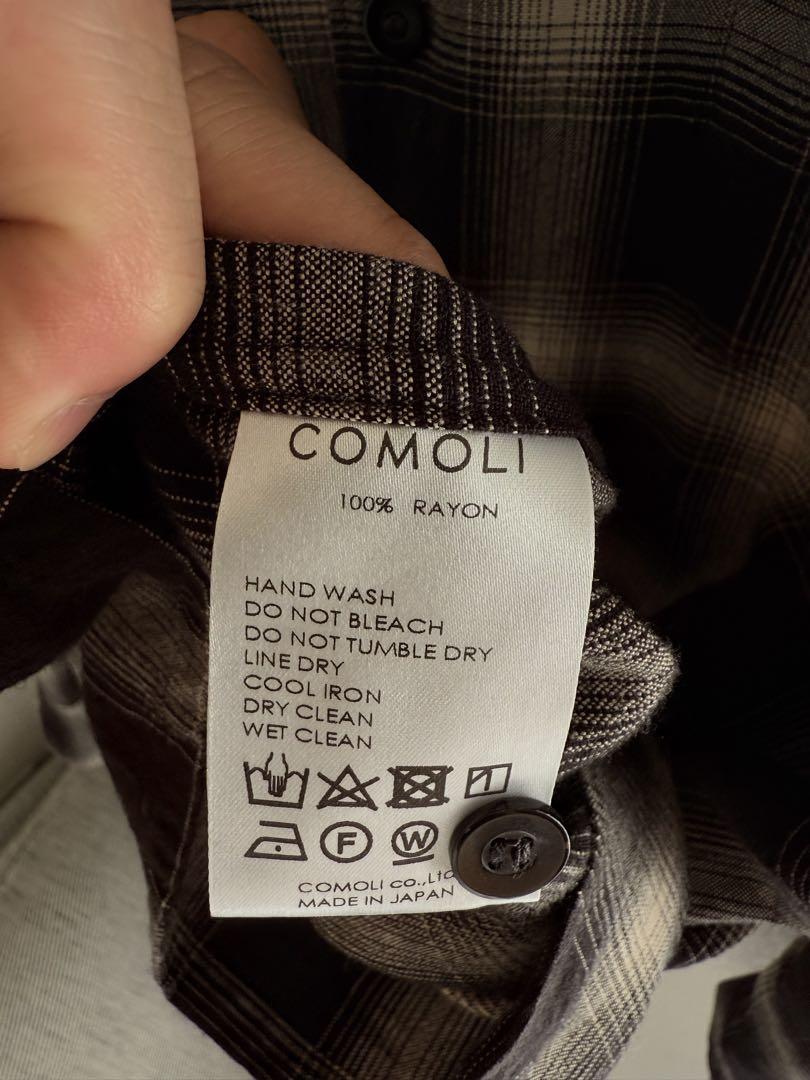 COMOLI
100% RAYON
HAND WASH
DO NOT BLEACH
DO NOT TUMBLE DRY
LINE DRY
COOL IRON
DRY CLEAN
WET CLEAN
F W
COMOLI CO.,Ltd
MADE IN JAPAN